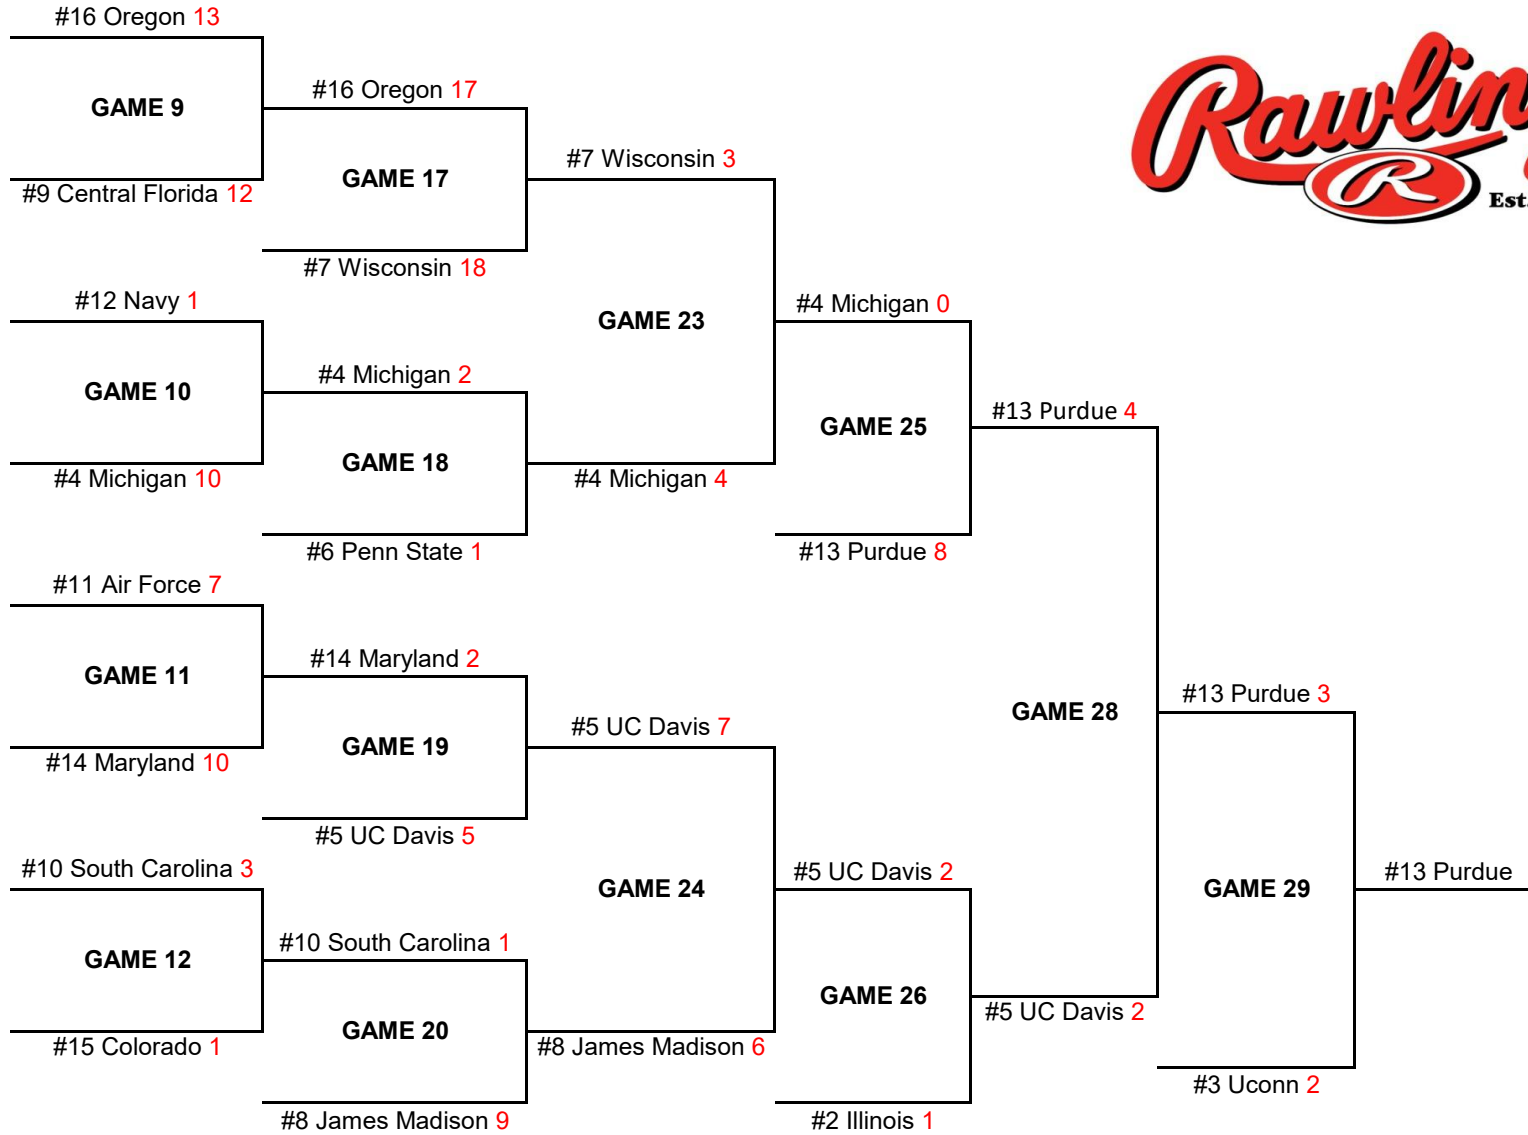 #16 Oregon 13
GAME 9
#9 Central Florida 12
#16 Oregon 17
GAME 17
#7 Wisconsin 18
#12 Navy 1
GAME 10
#4 Michigan 10
#4 Michigan 2
GAME 18
#6 Penn State 1
#7 Wisconsin 3
GAME 23
#4 Michigan 4
#11 Air Force 7
GAME 11
#14 Maryland 10
#14 Maryland 2
GAME 19
#5 UC Davis 5
#10 South Carolina 3
GAME 12
#15 Colorado 1
#10 South Carolina 1
GAME 20
#8 James Madison 9
#5 UC Davis 7
GAME 24
#8 James Madison 6
#4 Michigan 0
GAME 25
#13 Purdue 8
#5 UC Davis 2
GAME 26
#2 Illinois 1
#13 Purdue 4
GAME 28
#5 UC Davis 2
#13 Purdue 3
GAME 29
#3 Uconn 2
#13 Purdue
Rawlin
R
Est.